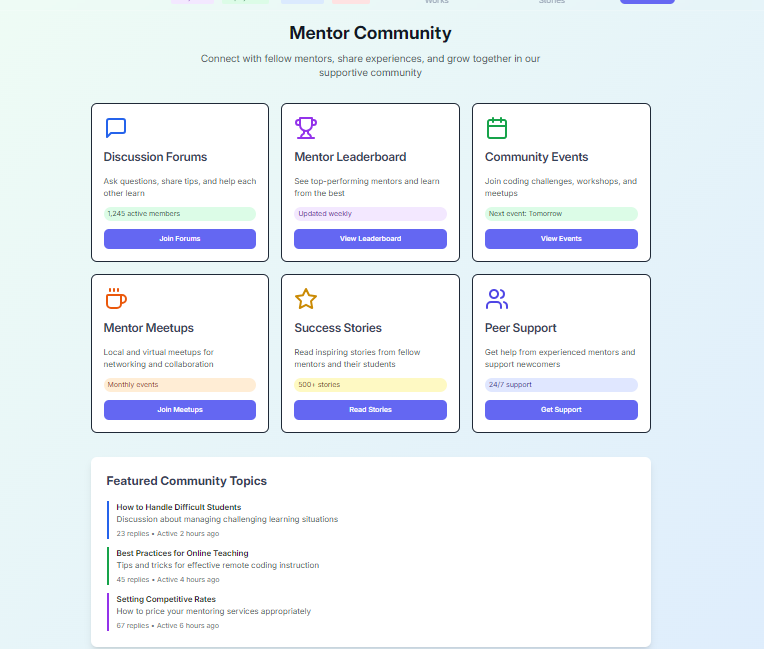 Works
Stories
Mentor Community
Connect with fellow mentors, share experiences, and grow together in our
supportive community
Discussion Forums
Ask questions, share tips, and help each
other learn
1,245 active members
Join Forums
Mentor Leaderboard
See top-performing mentors and learn
from the best
Updated weekly
View Leaderboard
Community Events
Join coding challenges, workshops, and
meetups
Next event: Tomorrow
View Events
Mentor Meetups
Local and virtual meetups for
networking and collaboration
Monthly events
Join Meetups
Success Stories
Read inspiring stories from fellow
mentors and their students
500+ stories
Read Stories
Peer Support
Get help from experienced mentors and
support newcomers
24/7 support
Get Support
Featured Community Topics
How to Handle Difficult Students
Discussion about managing challenging learning situations
23 replies • Active 2 hours ago
Best Practices for Online Teaching
Tips and tricks for effective remote coding instruction
45 replies • Active 4 hours ago
Setting Competitive Rates
How to price your mentoring services appropriately
67 replies • Active 6 hours ago